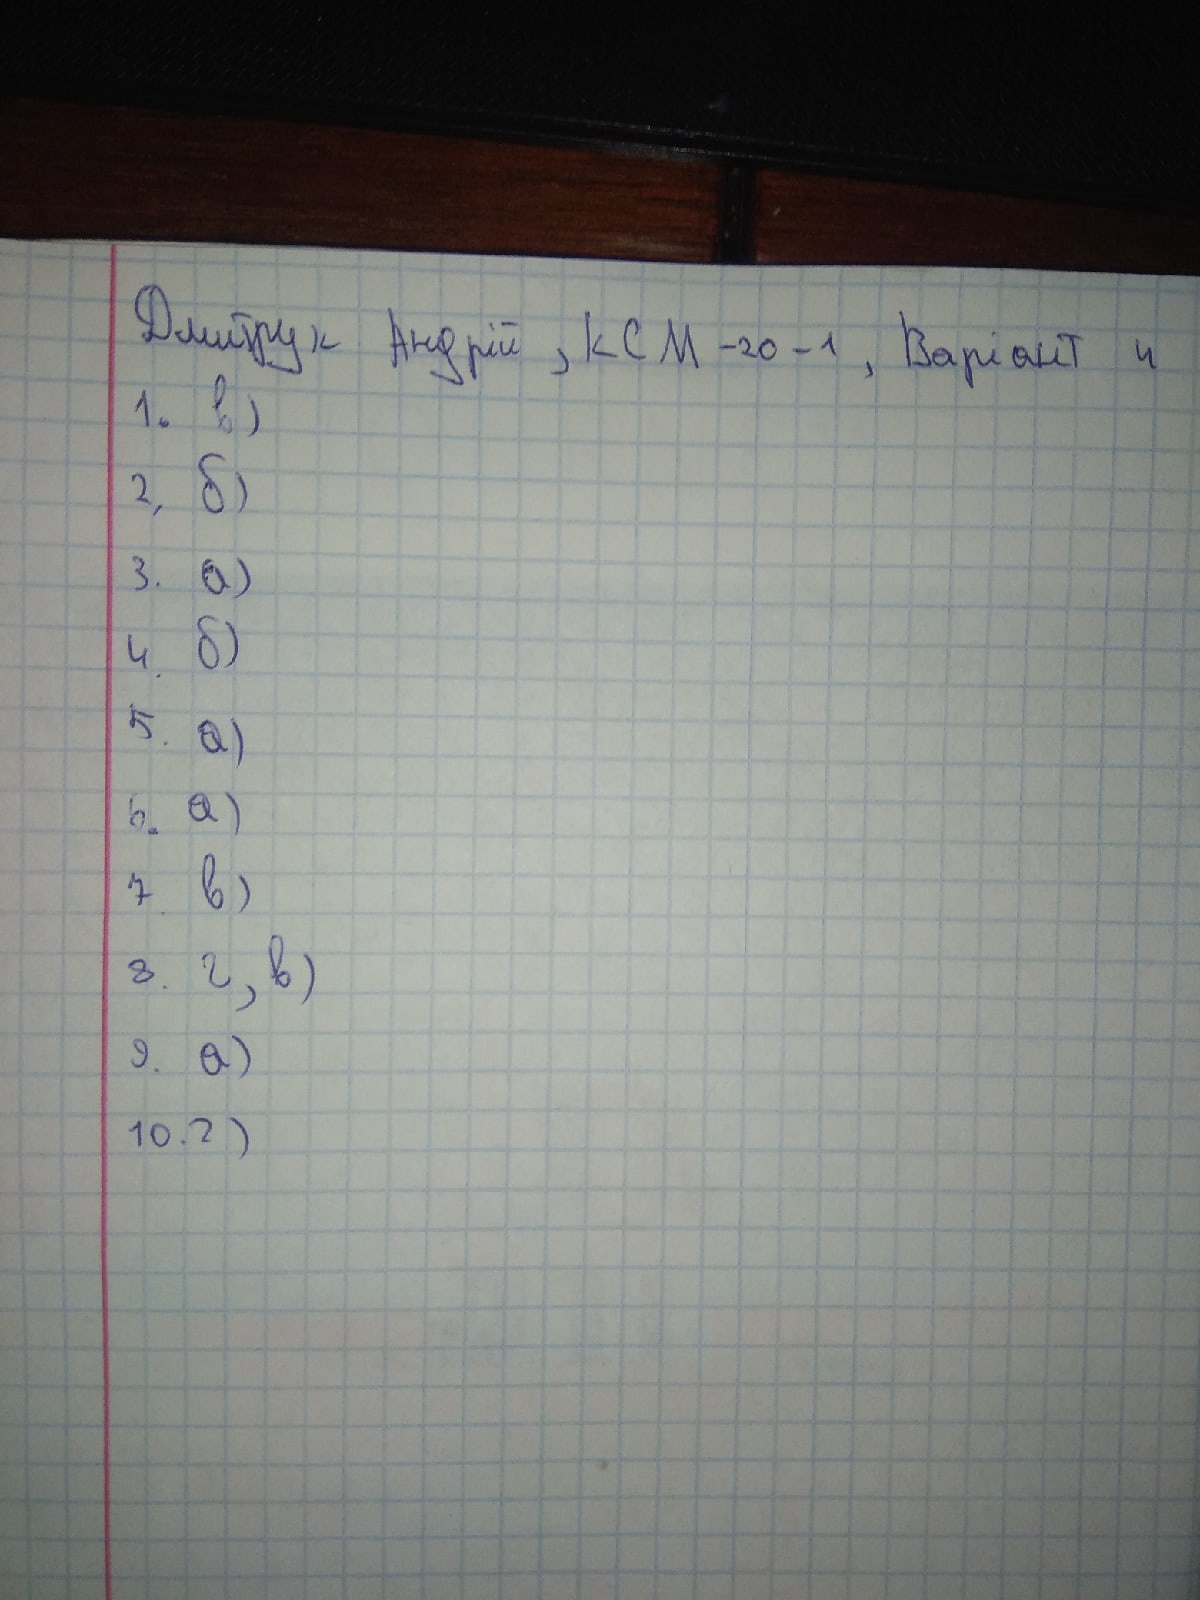 Дмитрук Андрій, КСМ-20-1, Варіант 4
1. в)
2, б)
3. а)
4. б)
5. а)
6. а)
7. в)
8. г, в)
9. а)
10. г)